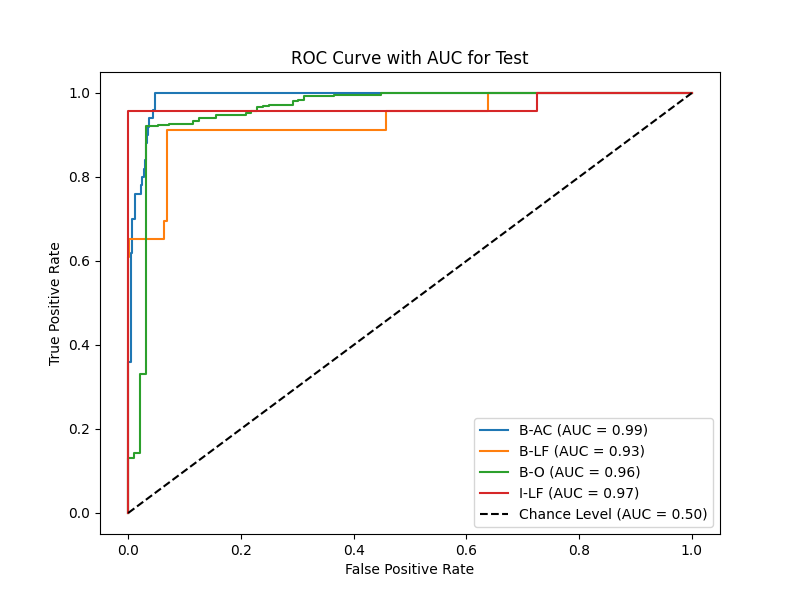 ROC Curve with AUC for Test
True Positive Rate
1.0
0.8
0.6
0.4
0.2
0.0
0.0 0.2 0.4 0.6 0.8 1.0
False Positive Rate
B-AC (AUC = 0.99)
B-LF (AUC = 0.93)
B-O (AUC = 0.96)
I-LF (AUC = 0.97)
Chance Level (AUC = 0.50)